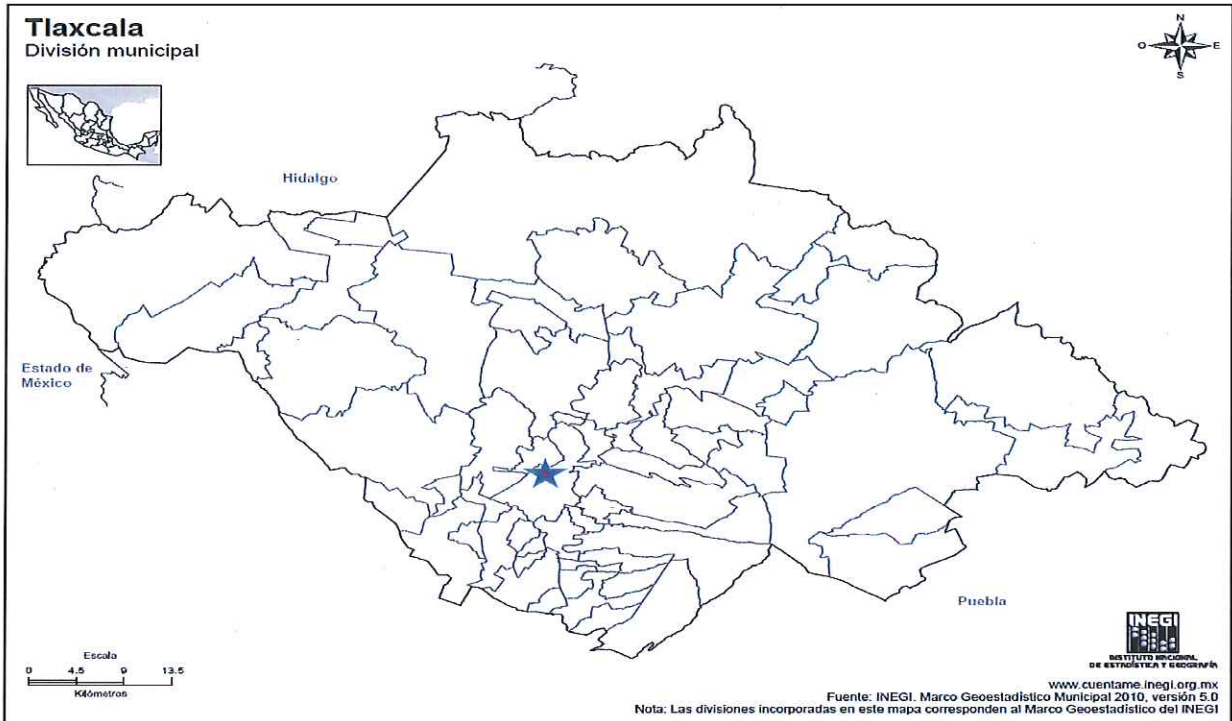 Tlaxcala
División municipal
N
O
E
S
Hidalgo
Estado de
México
Puebla
Escala
0 4.5 9 13.5
Kilómetros
INEGI
INSTITUTO NACIONAL
DE ESTADÍSTICA Y GEOGRAFÍA
www.cuentame.inegi.org.mx
Fuente: INEGI. Marco Geoestadístico Municipal 2010, versión 5.0
Nota: Las divisiones incorporadas en este mapa corresponden al Marco Geoestadístico del INEGI